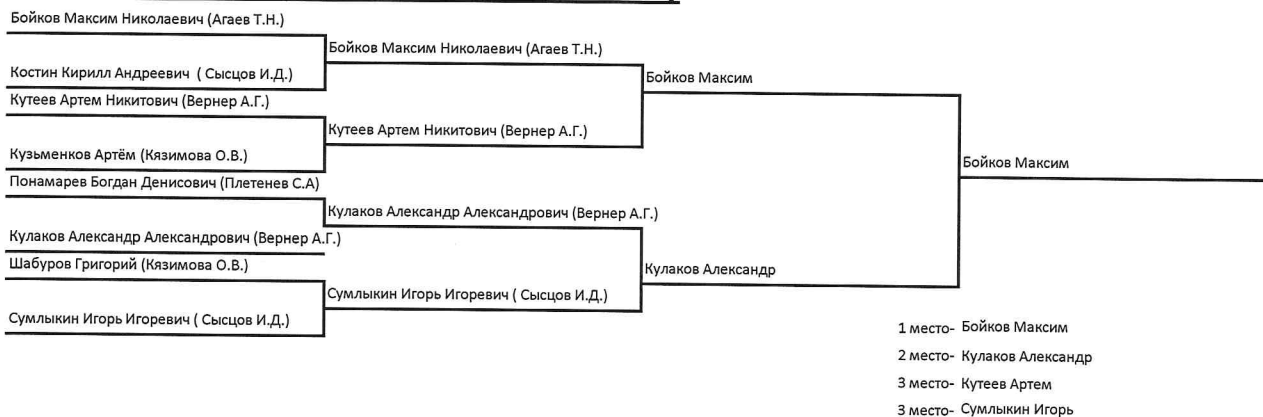 Бойков Максим Николаевич (Агаев Т.Н.)
Бойков Максим Николаевич (Агаев Т.Н.)
Костин Кирилл Андреевич ( Сысцов И.Д.)
Бойков Максим
Кутеев Артем Никитович (Вернер А.Г.)
Кутеев Артем Никитович (Вернер А.Г.)
Кузьменков Артём (Кязимова О.В.)
Бойков Максим
Понамарев Богдан Денисович (Плетенев С.А)
Кулаков Александр Александрович (Вернер А.Г.)
Кулаков Александр Александрович (Вернер А.Г.)
Шабуров Григорий (Кязимова О.В.)
Кулаков Александр
Сумлыкин Игорь Игоревич ( Сысцов И.Д.)
Сумлыкин Игорь Игоревич ( Сысцов И.Д.)
1 место- Бойков Максим
2 место- Кулаков Александр
3 место- Кутеев Артем
3 место- Сумлыкин Игорь